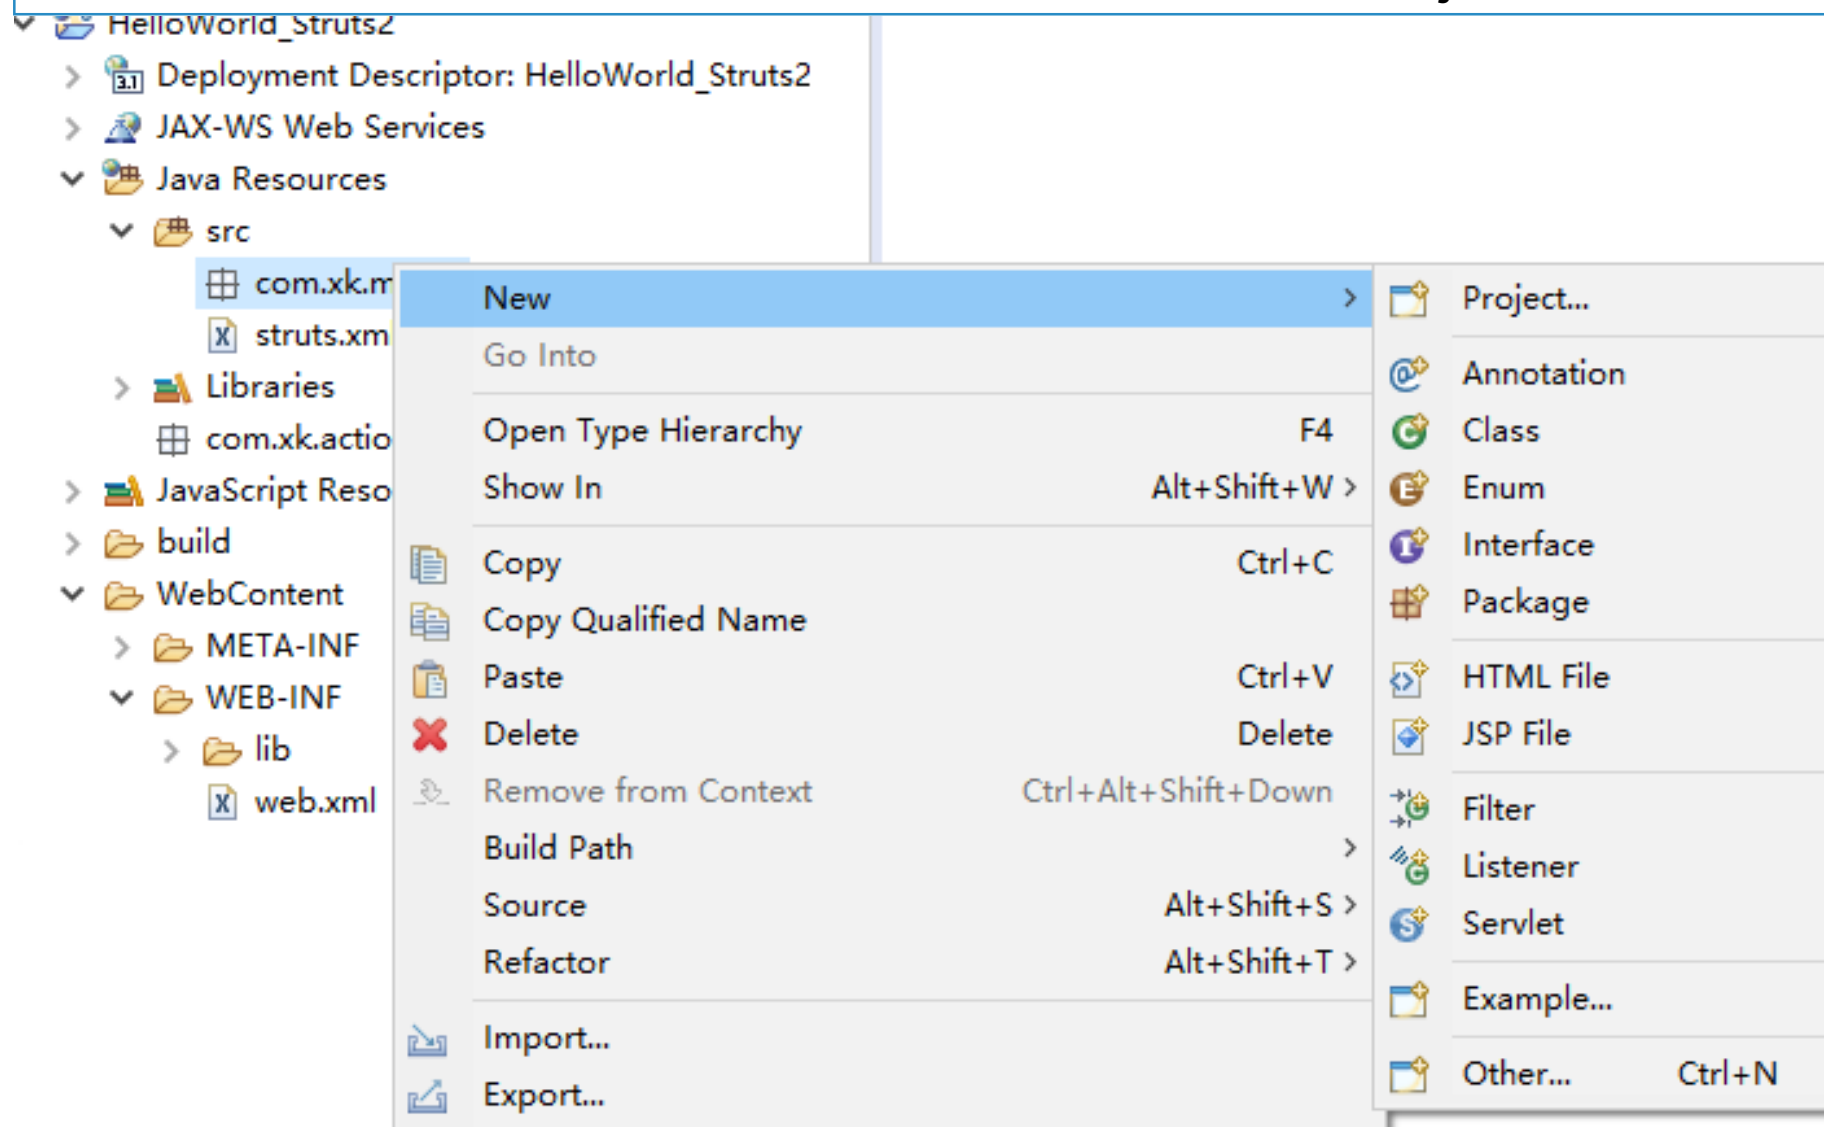 HelloWorld_Struts2
3.1 Deployment Descriptor: HelloWorld_Struts2
JAX-WS Web Services
Java Resources
src
com.xk.m
struts.xm
Libraries
com.xk.actio
JavaScript Reso
build
WebContent
META-INF
WEB-INF
lib
web.xml
New
Go Into
Open Type Hierarchy F4
Show In Alt+Shift+W
Copy Ctrl+C
Copy Qualified Name
Paste Ctrl+V
Delete Delete
Remove from Context Ctrl+Alt+Shift+Down
Build Path
Source Alt+Shift+S
Refactor Alt+Shift+T
Import...
Export...
Project...
Annotation
Class
Enum
Interface
Package
HTML File
JSP File
Filter
Listener
Servlet
Example...
Other... Ctrl+N